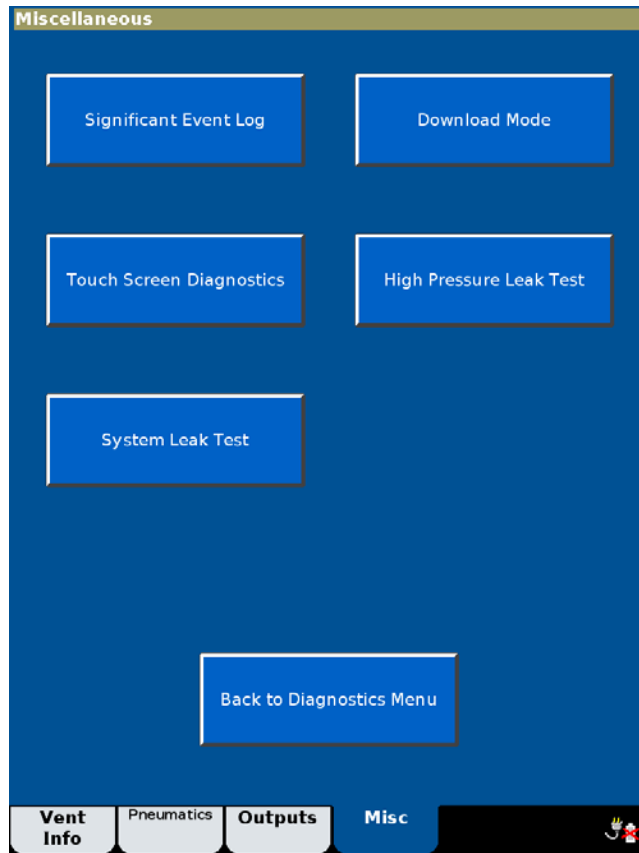 Miscellaneous
Significant Event Log
Download Mode
Touch Screen Diagnostics
High Pressure Leak Test
System Leak Test
Back to Diagnostics Menu
Vent
Info
Pneumatics
Outputs
Misc